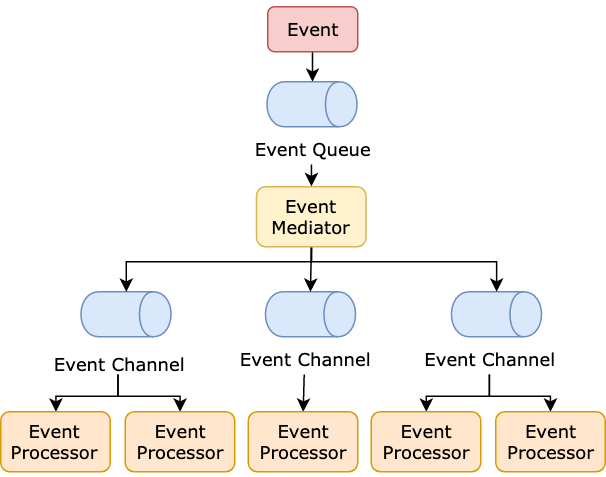 Event
Event Queue
Event
Mediator
Event Channel
Event Channel
Event Channel
Event
Processor
Event
Processor
Event
Processor
Event
Processor
Event
Processor